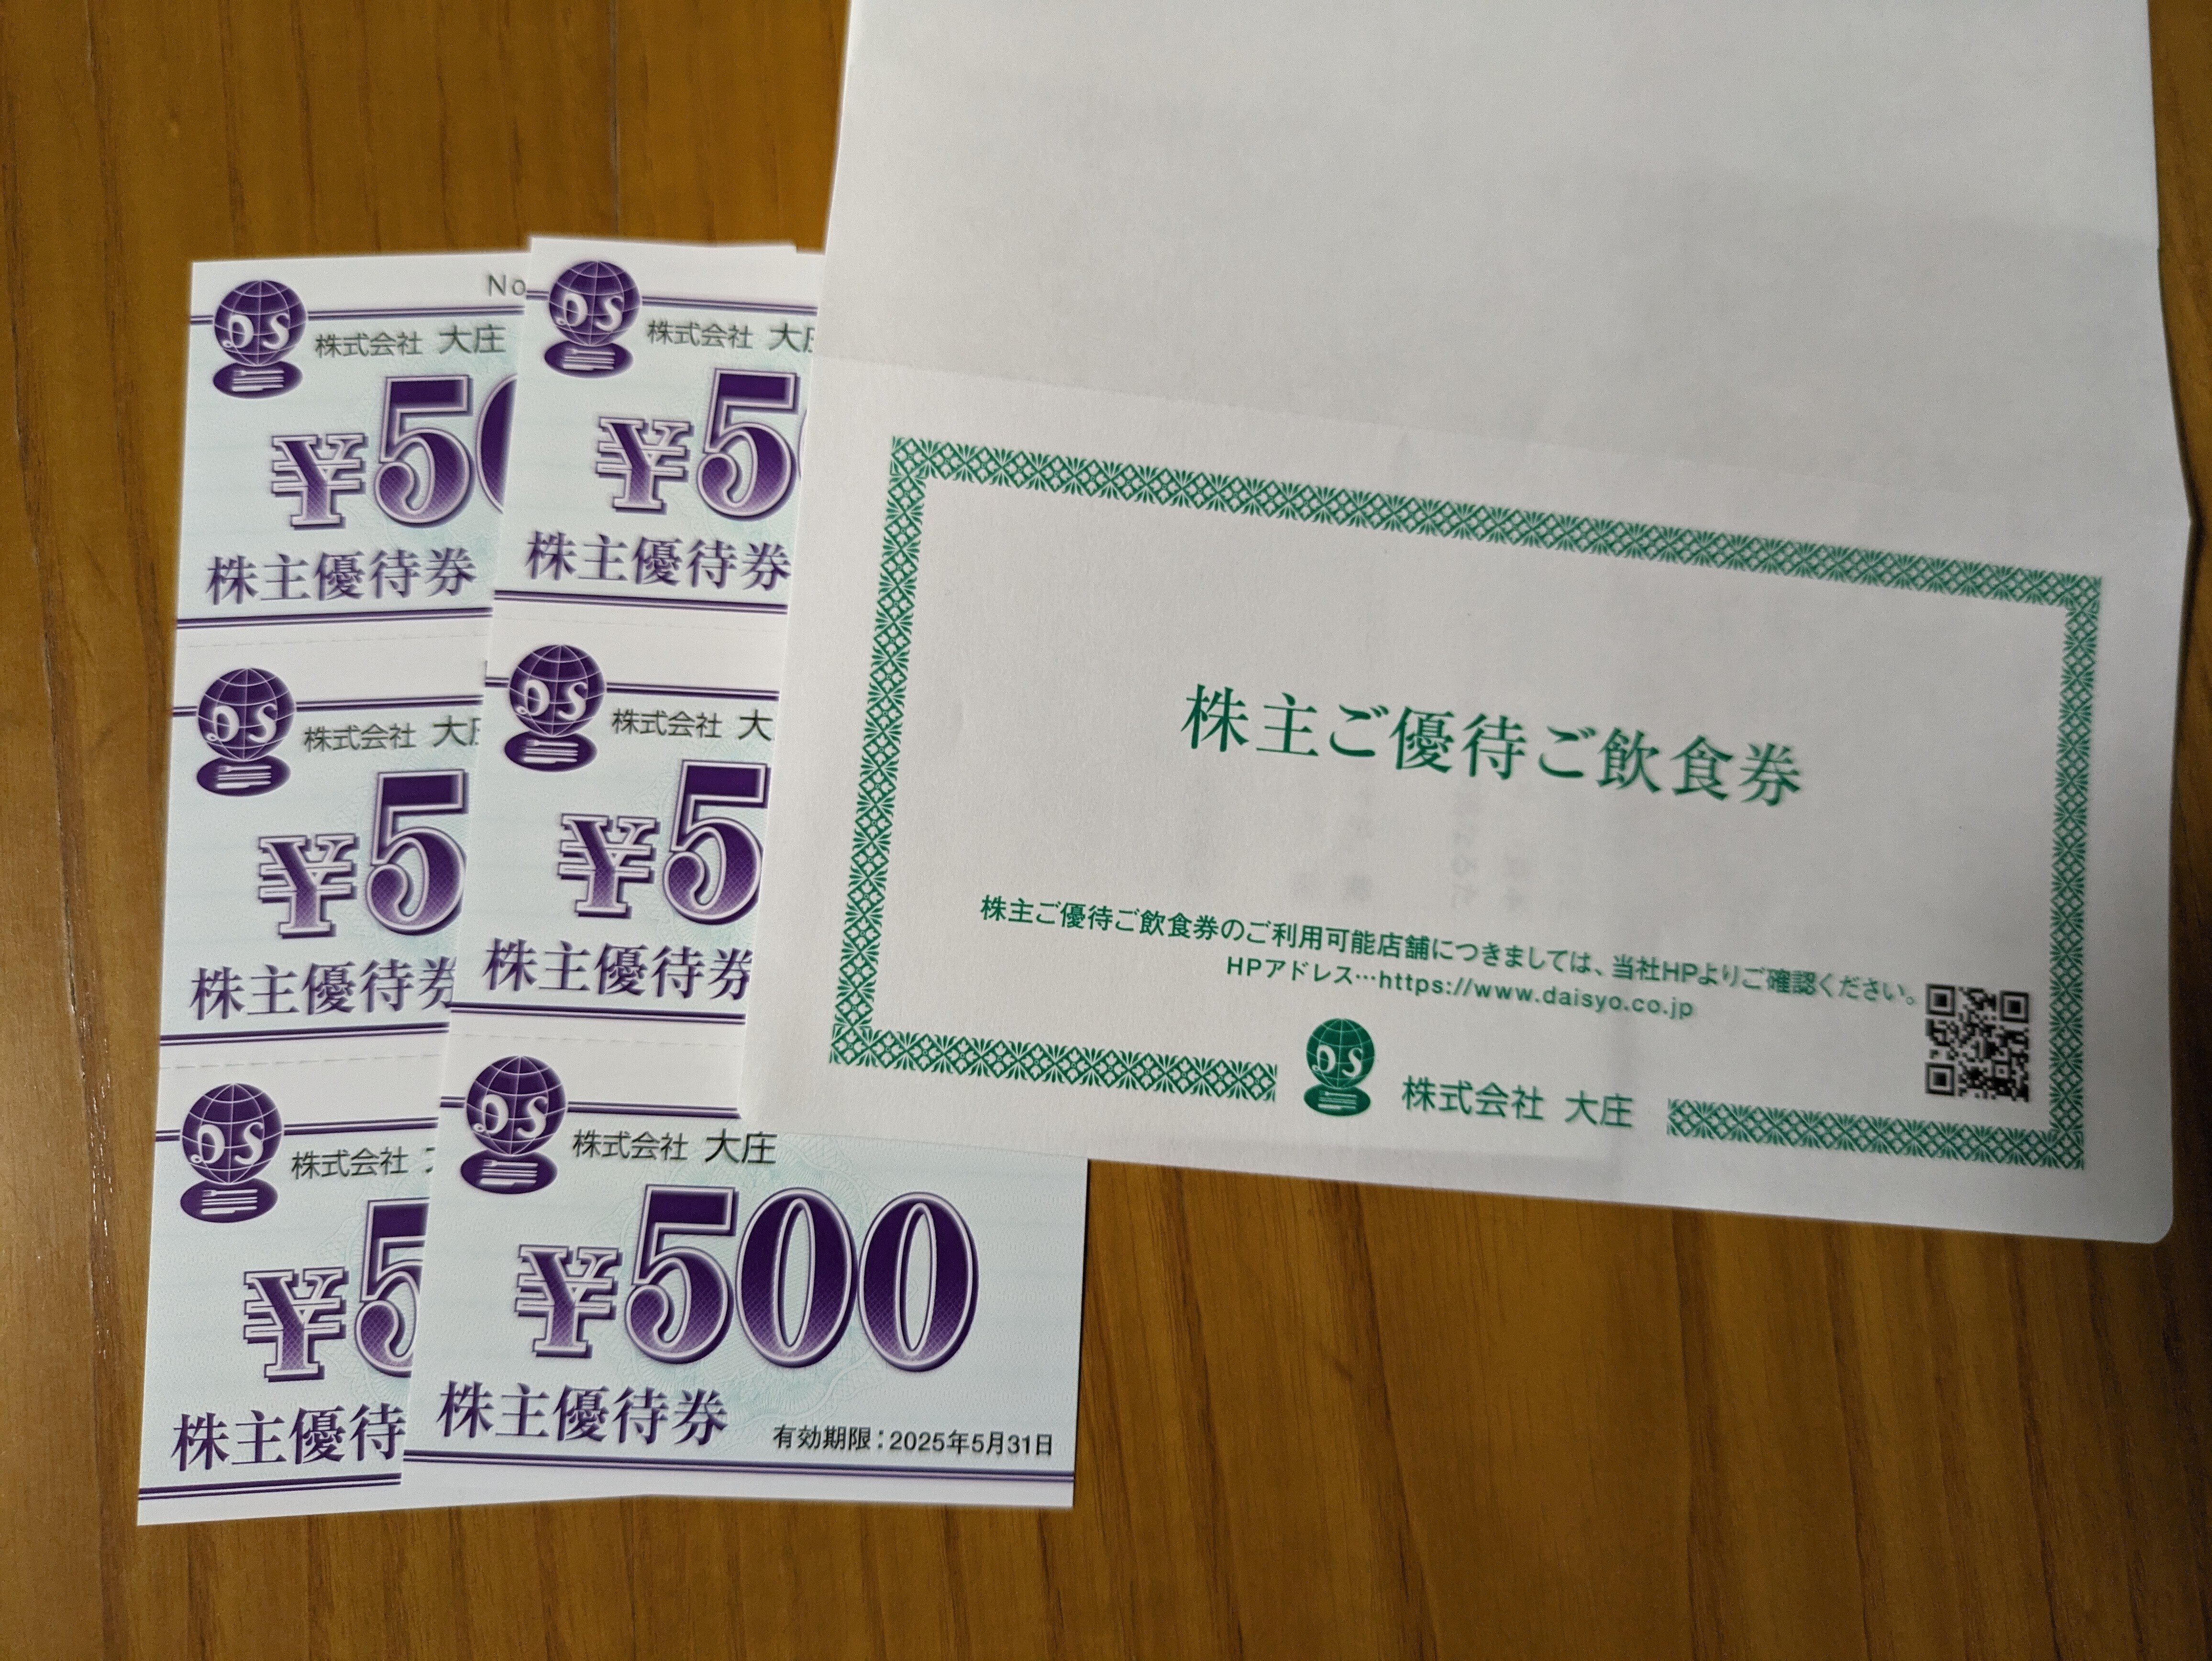 No
DS
株式会社 大庄
¥50
株主優待券
DS
株式会社 大
¥5
株主優待券
DS
株式会社
¥5
株主優待
DS
株式会社 大
¥5
株主優待券
DS
株式会社 大
¥5
株主優待券
DS
株式会社 大庄
¥500
株主優待券
有効期限：2025年5月31日
株主ご優待ご飲食券
株主ご優待ご飲食券のご利用可能店舗につきましては、当社HPよりご確認ください。
HPアドレス…https://www.daisyo.co.jp
DS
株式会社 大庄